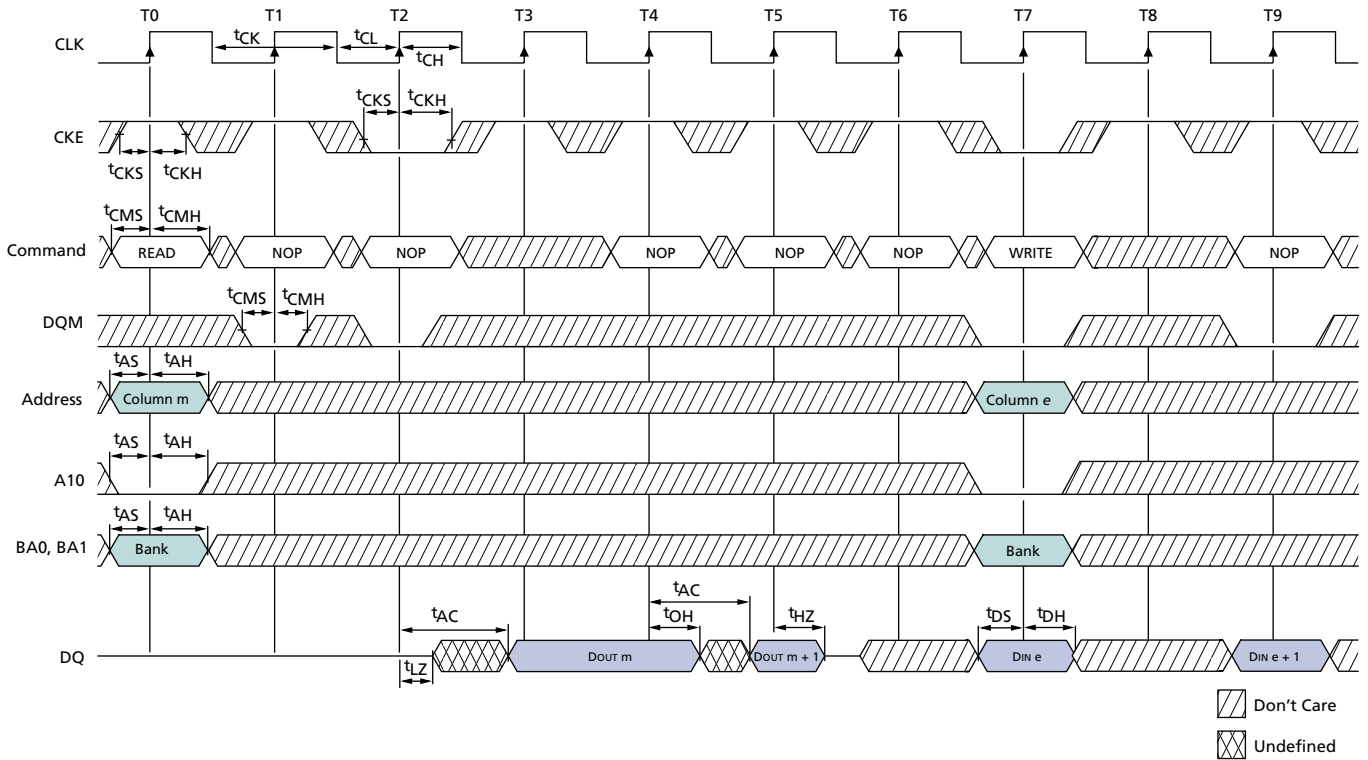 T0 T1 T2 T3 T4 T5 T6 T7 T8 T9
CLK
tCK tCL
tCH
tCKS tCKH
CKE
tCKS tCKH
tCMS tCMH
Command READ NOP NOP NOP NOP NOP WRITE NOP
tCMS tCMH
DQM
tAS tAH
Address Column m Column e
tAS tAH
A10
tAS tAH
BA0, BA1 Bank Bank
tAC
tAC tOH tHZ tDS tDH
DQ DOUT m DOUT m + 1 DIN e DIN e + 1
tLZ
Don't Care
Undefined